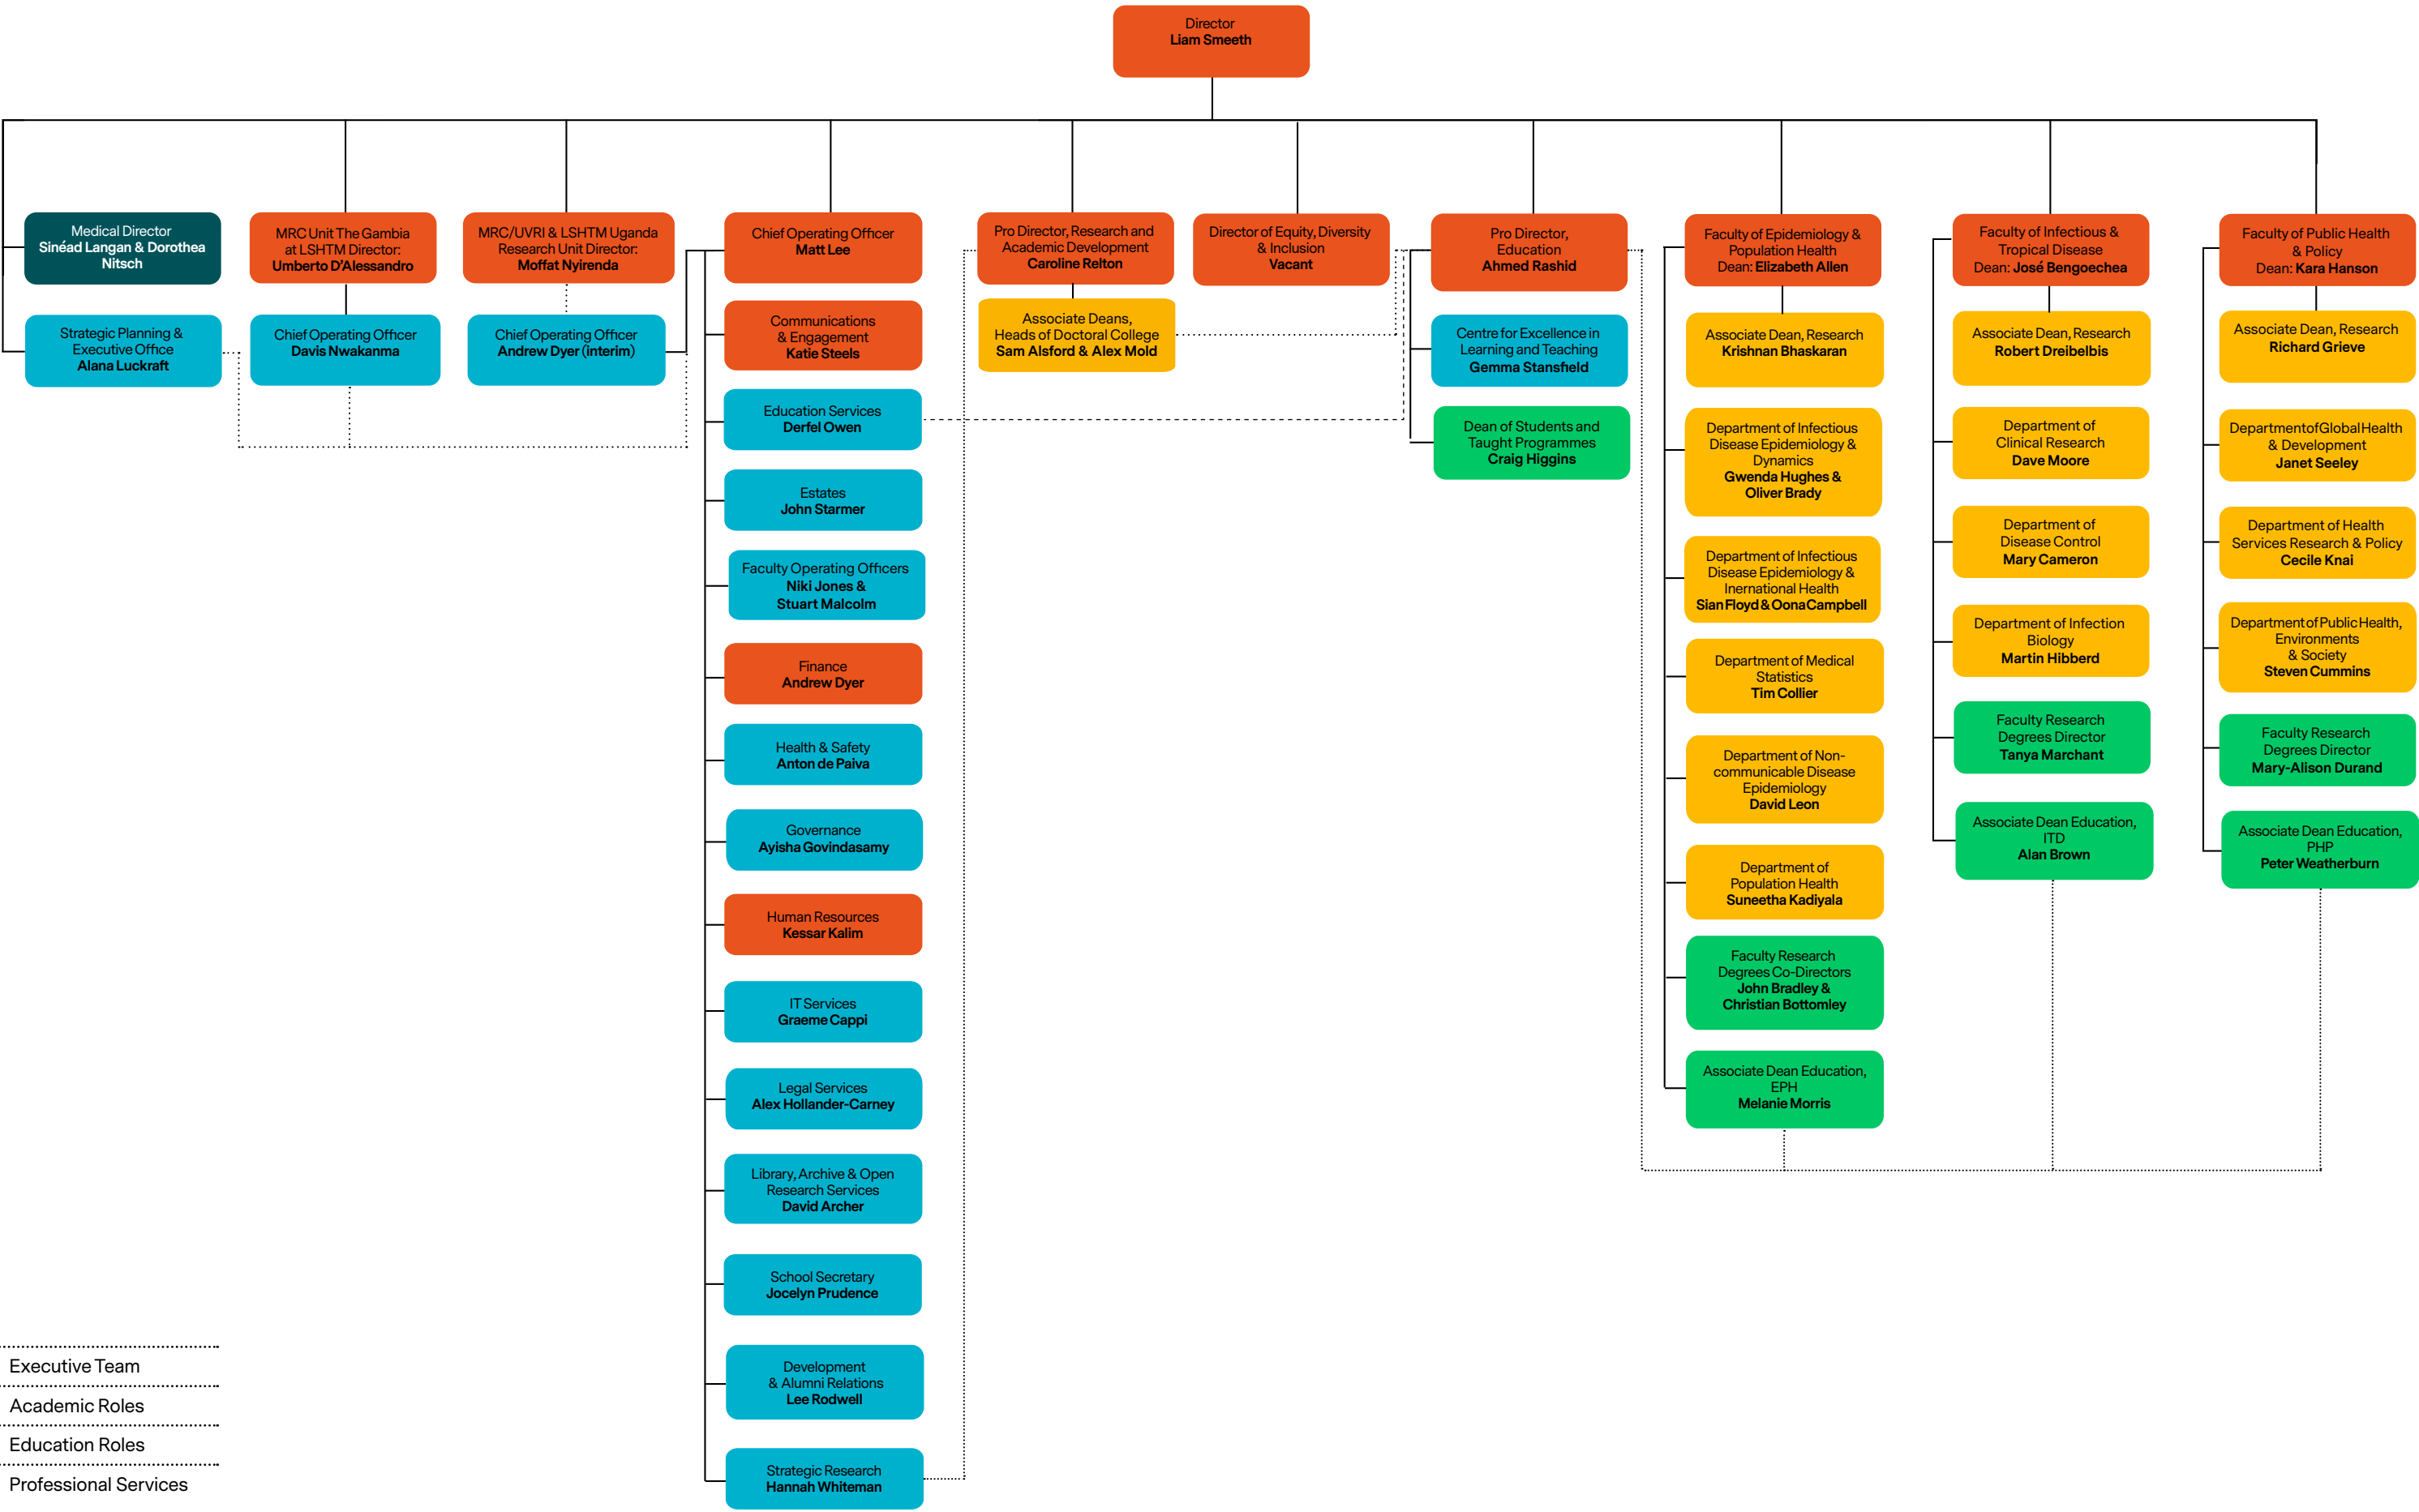 Director
Liam Smeeth
Medical Director
Sinéad Langan & Dorothea
Nitsch
Strategic Planning &
Executive Office
Alana Luckraft
MRC Unit The Gambia
at LSHTM Director:
Umberto D'Alessandro
Chief Operating Officer
Davis Nwakanma
MRC/UVRI & LSHTM Uganda
Research Unit Director:
Moffat Nyirenda
Chief Operating Officer
Andrew Dyer (interim)
Chief Operating Officer
Matt Lee
Communications
& Engagement
Katie Steels
Education Services
Derfel Owen
Estates
John Starmer
Faculty Operating Officers
Niki Jones &
Stuart Malcolm
Finance
Andrew Dyer
Health & Safety
Anton de Paiva
Governance
Ayisha Govindasamy
Human Resources
Kessar Kalim
IT Services
Graeme Cappi
Legal Services
Alex Hollander-Carney
Library, Archive & Open
Research Services
David Archer
School Secretary
Jocelyn Prudence
Development
& Alumni Relations
Lee Rodwell
Strategic Research
Hannah Whiteman
Pro Director, Research and
Academic Development
Caroline Relton
Associate Deans,
Heads of Doctoral College
Sam Alsford & Alex Mold
Director of Equity, Diversity
& Inclusion
Vacant
Pro Director,
Education
Ahmed Rashid
Centre for Excellence in
Learning and Teaching
Gemma Stansfield
Dean of Students and
Taught Programmes
Craig Higgins
Faculty of Epidemiology &
Population Health
Dean: Elizabeth Allen
Associate Dean, Research
Krishnan Bhaskaran
Department of Infectious
Disease Epidemiology &
Dynamics
Gwenda Hughes &
Oliver Brady
Department of Infectious
Disease Epidemiology &
Inernational Health
Sian Floyd & Oona Campbell
Department of Medical
Statistics
Tim Collier
Department of Non-
communicable Disease
Epidemiology
David Leon
Department of
Population Health
Suneetha Kadiyala
Faculty Research
Degrees Co-Directors
John Bradley &
Christian Bottomley
Associate Dean Education,
EPH
Melanie Morris
Faculty of Infectious &
Tropical Disease
Dean: José Bengoechea
Associate Dean, Research
Robert Dreibelbis
Department of
Clinical Research
Dave Moore
Department of
Disease Control
Mary Cameron
Department of Infection
Biology
Martin Hibberd
Faculty Research
Degrees Director
Tanya Marchant
Associate Dean Education,
ITD
Alan Brown
Faculty of Public Health
& Policy
Dean: Kara Hanson
Associate Dean, Research
Richard Grieve
Department of Global Health
& Development
Janet Seeley
Department of Health
Services Research & Policy
Cecile Knai
Department of Public Health,
Environments
& Society
Steven Cummins
Faculty Research
Degrees Director
Mary-Alison Durand
Associate Dean Education,
PHP
Peter Weatherburn
Executive Team
Academic Roles
Education Roles
Professional Services